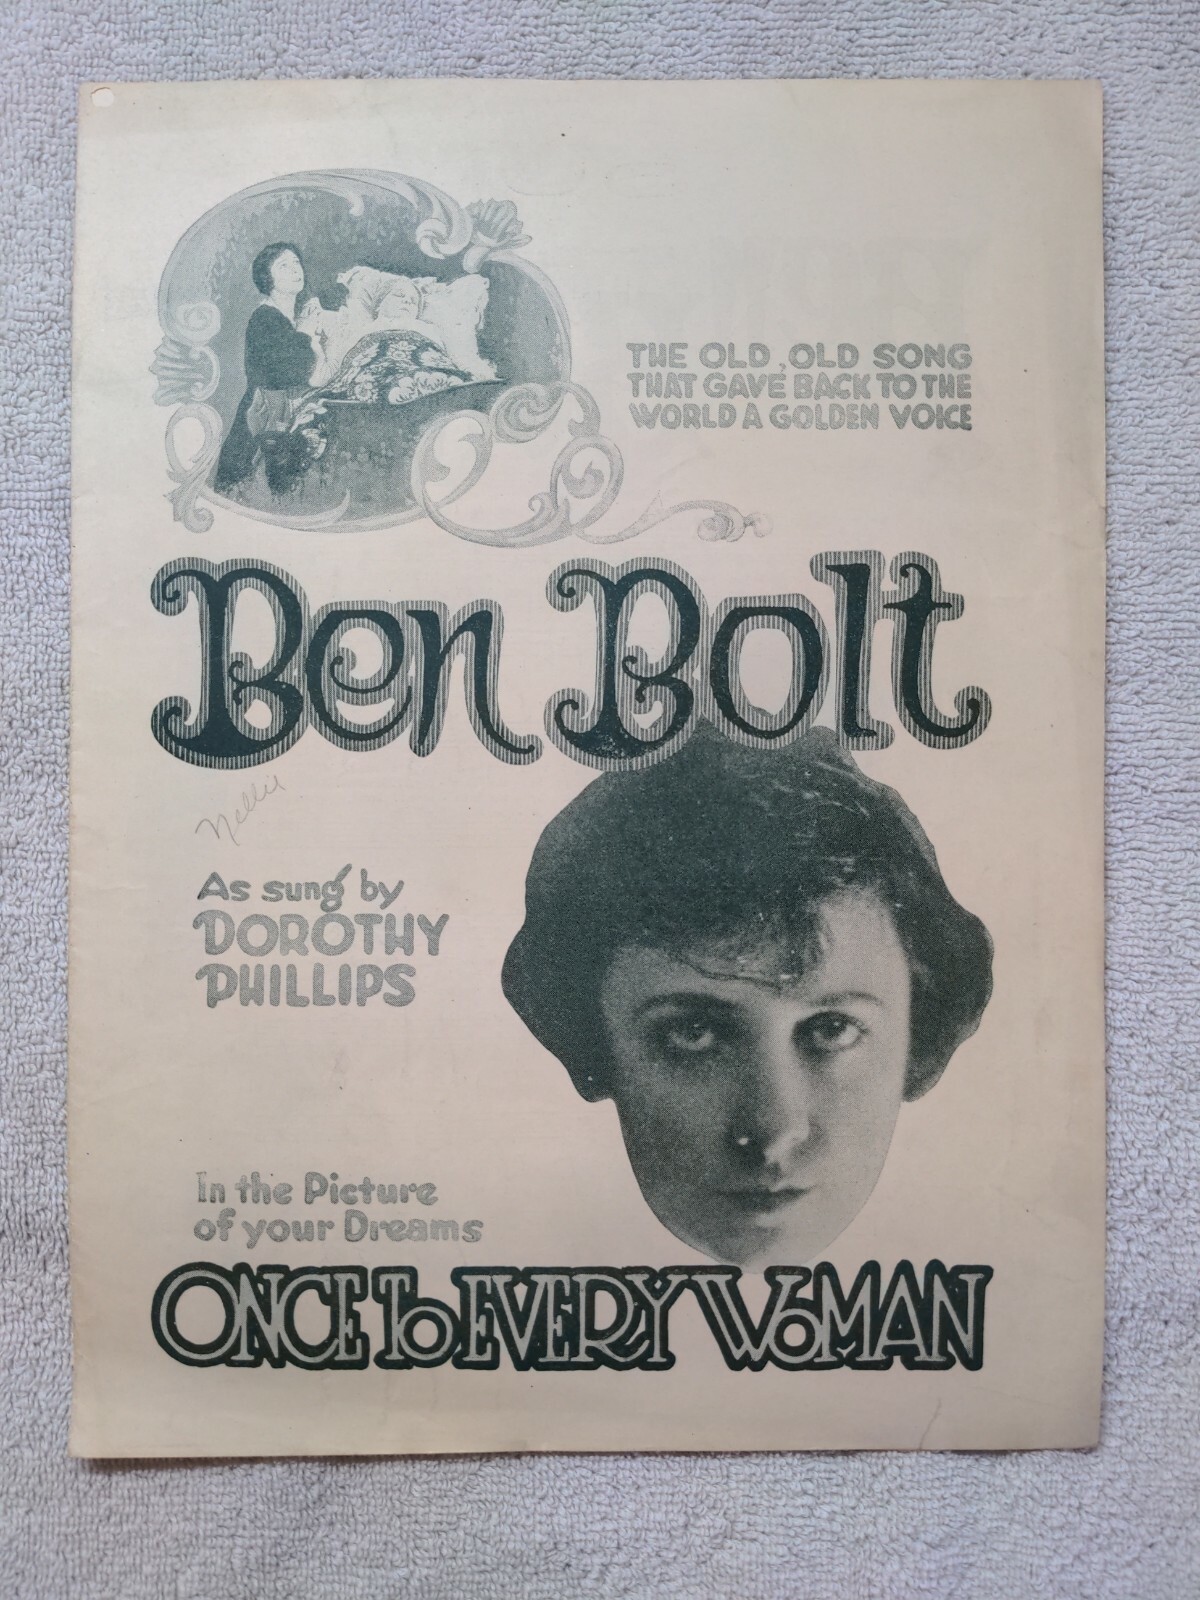 THE OLD, OLD SONG
THAT GAVE BACK TO THE
WORLD A GOLDEN VOICE
Ben Bolt
Nellie
As sung by
DOROTHY
PHILLIPS
In the Picture
of your Dreams
ONCE TO EVERY WOMAN